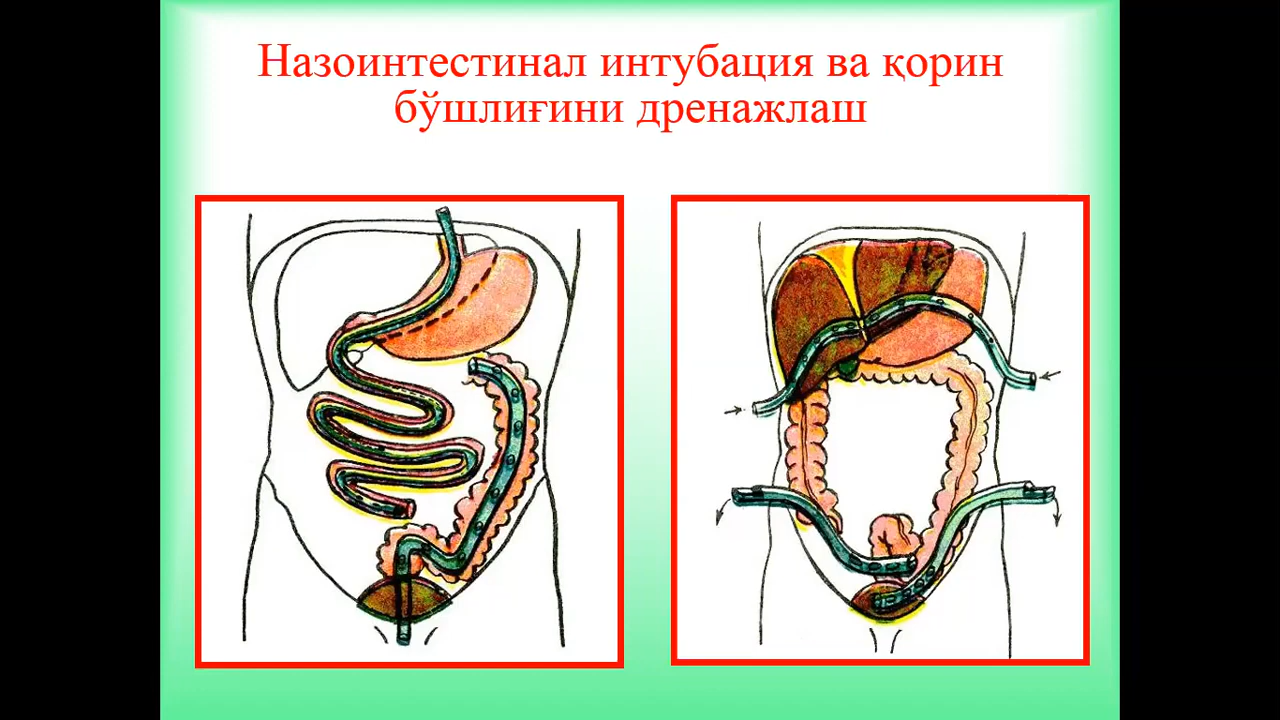 Назоинтестинал интубация ва қорин
бўшлиғини дренажлаш